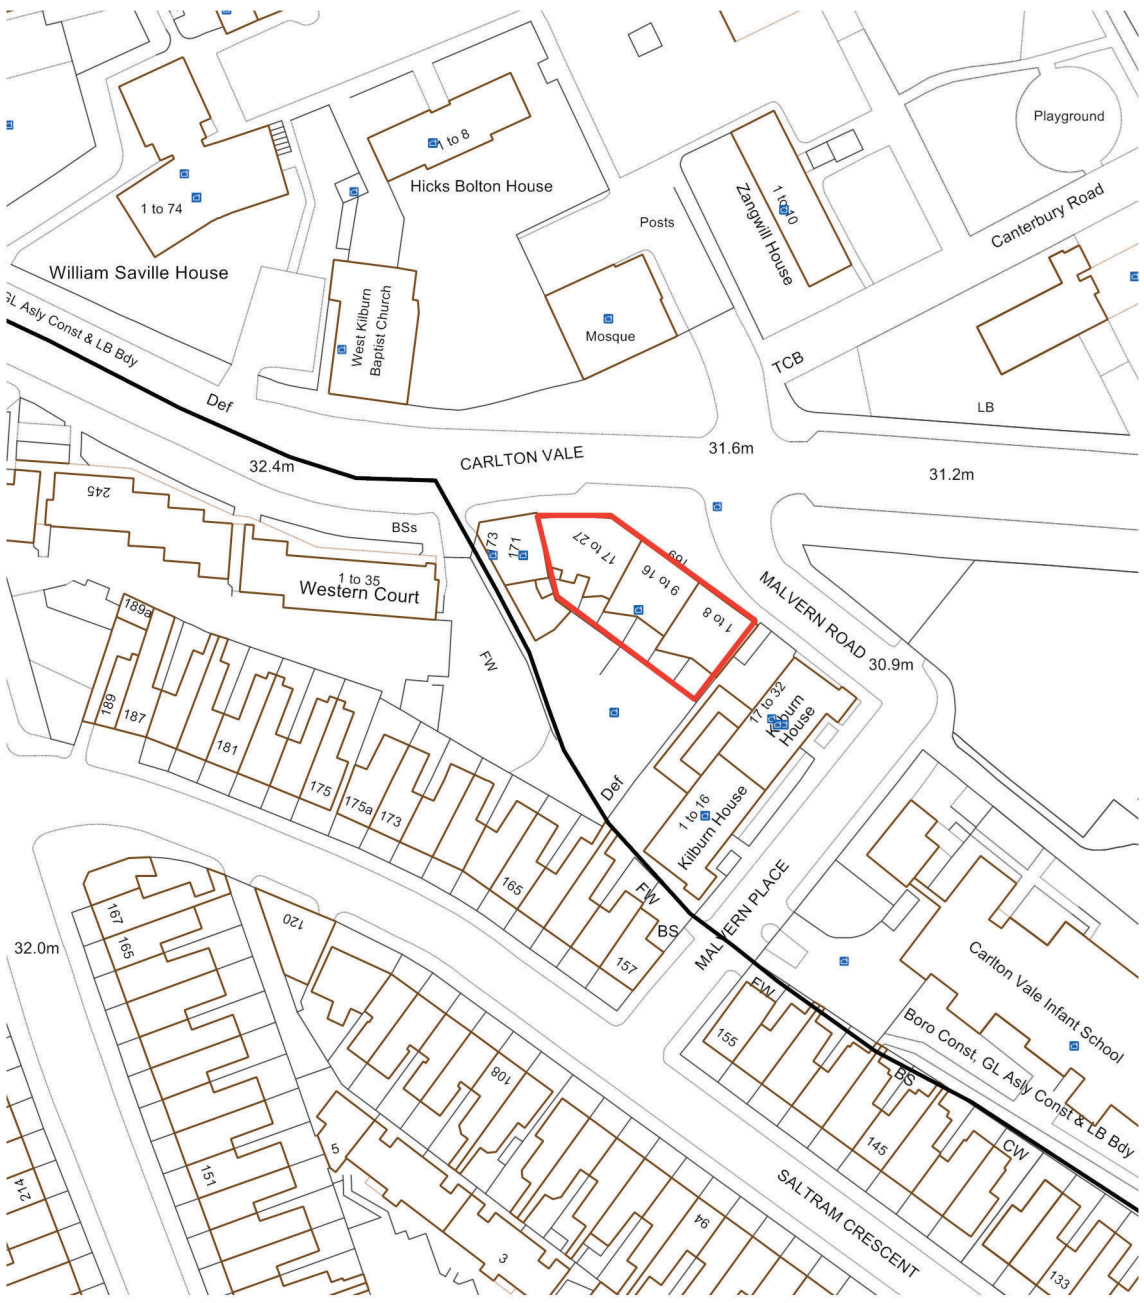 Playground
1 to 8
Hicks Bolton House
1 to 10
Zangwill House
Canterbury Road
Posts
1 to 74
William Saville House
GL Asly Const & LB Bdy
West Kilburn
Baptist Church
Mosque
TCB
LB
Def
CARLTON VALE
31.6m
32.4m
31.2m
245
BSs
73
171
17 to 27
169
9 to 16
1 to 8
1 to 35
Western Court
MALVERN ROAD
30.9m
189a
FW
189
187
181
175
175a
173
17 to 32
Kilburn
House
Def
1 to 16
Kilburn House
165
FW
BS
157
MALVERN PLACE
167
165
120
32.0m
Carlton Vale Infant School
FW
155
Boro Const, GL Asly Const & LB Bdy
BS
108
145
CW
5
151
214
SALTRAM CRESCENT
94
3
133